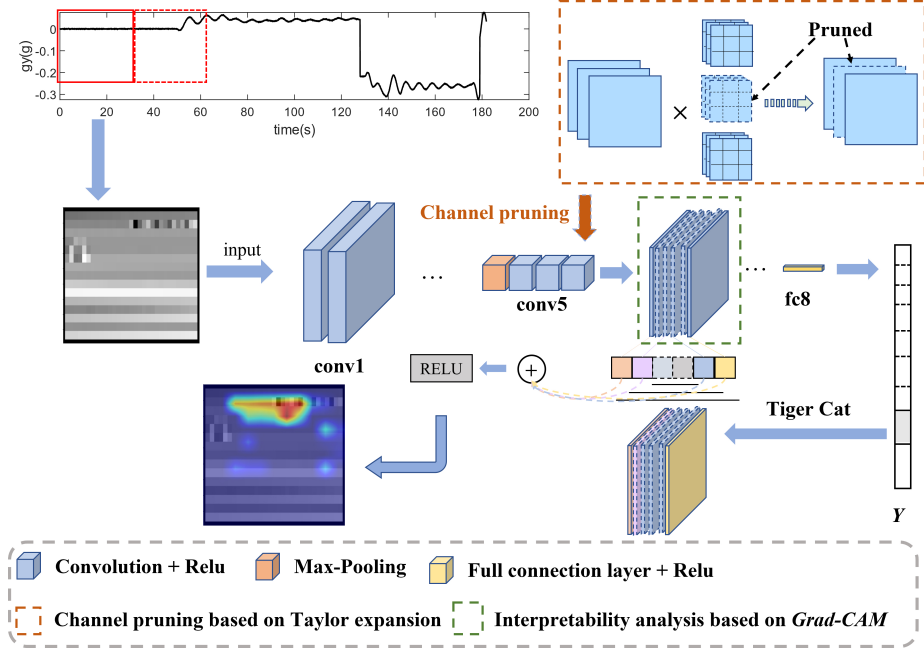 0
-0.1
-0.2
-0.3
gy(g)
0 20 40 60 80 100 120 140 160 180 200
time(s)
Pruned
×
Channel pruning
input
...
...
conv5
fc8
conv1
RELU
+
Tiger Cat
Y
Convolution + Relu
Max-Pooling
Full connection layer + Relu
Channel pruning based on Taylor expansion
Interpretability analysis based on Grad-CAM